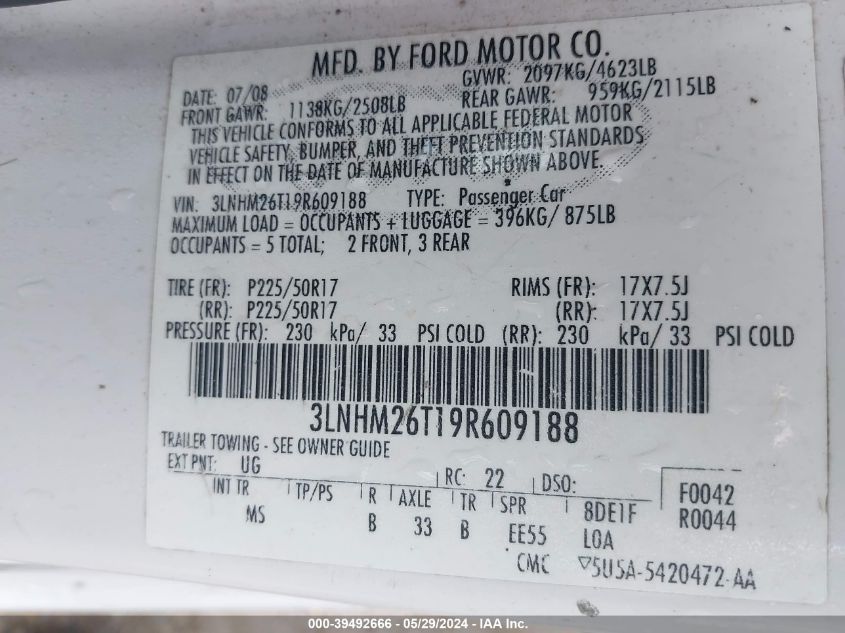 MFD. BY FORD MOTOR CO.
DATE: 07/08 GVWR: 2097KG/4623LB
FRONT GAWR: 1138KG/2508LB REAR GAWR: 959KG/2115LB
THIS VEHICLE CONFORMS TO ALL APPLICABLE FEDERAL MOTOR
VEHICLE SAFETY, BUMPER, AND THEFT PREVENTION STANDARDS
IN EFFECT ON THE DATE OF MANUFACTURE SHOWN ABOVE.
VIN: 3LNHM26T19R609188 TYPE: Passenger Car
MAXIMUM LOAD = OCCUPANTS + LUGGAGE = 396KG/ 875LB
OCCUPANTS = 5 TOTAL; 2 FRONT, 3 REAR
TIRE (FR): P225/50R17 RIMS (FR): 17X7.5J
(RR): P225/50R17 (RR): 17X7.5J
PRESSURE (FR): 230 kPa/ 33 PSI COLD (RR): 230 kPa/ 33 PSI COLD
3LNHM26T19R609188
TRAILER TOWING - SEE OWNER GUIDE
EXT PNT: UG RC: 22 DSO: F0042
INT TR TP/PS R AXLE TR SPR 8DE1F R0044
MS B 33 B EE55 LOA
CMC ▽5U5A-5420472-AA
000-39492666 - 05/29/2024 - IAA Inc.